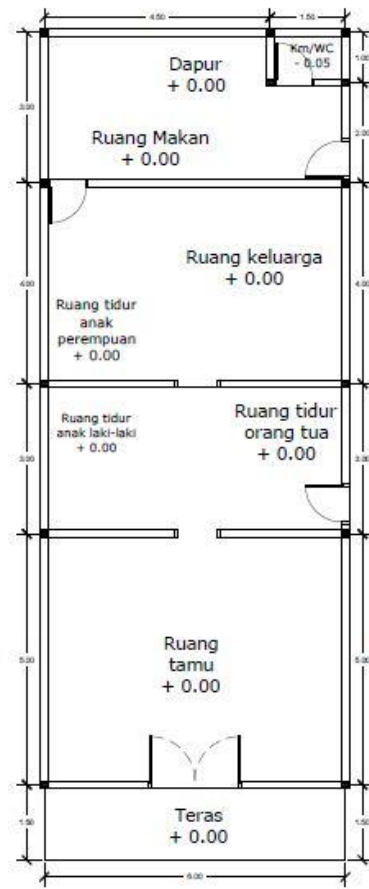 4.50
1.50
Dapur
+ 0.00
Km/WC
- 0.05
1.00
3.00
2.00
Ruang Makan
+ 0.00
Ruang keluarga
+ 0.00
4.00
4.00
Ruang tidur
anak
perempuan
+ 0.00
Ruang tidur
anak laki-laki
+ 0.00
Ruang tidur
orang tua
+ 0.00
3.00
3.00
Ruang
tamu
+ 0.00
5.00
5.00
Teras
+ 0.00
1.50
1.50
6.00